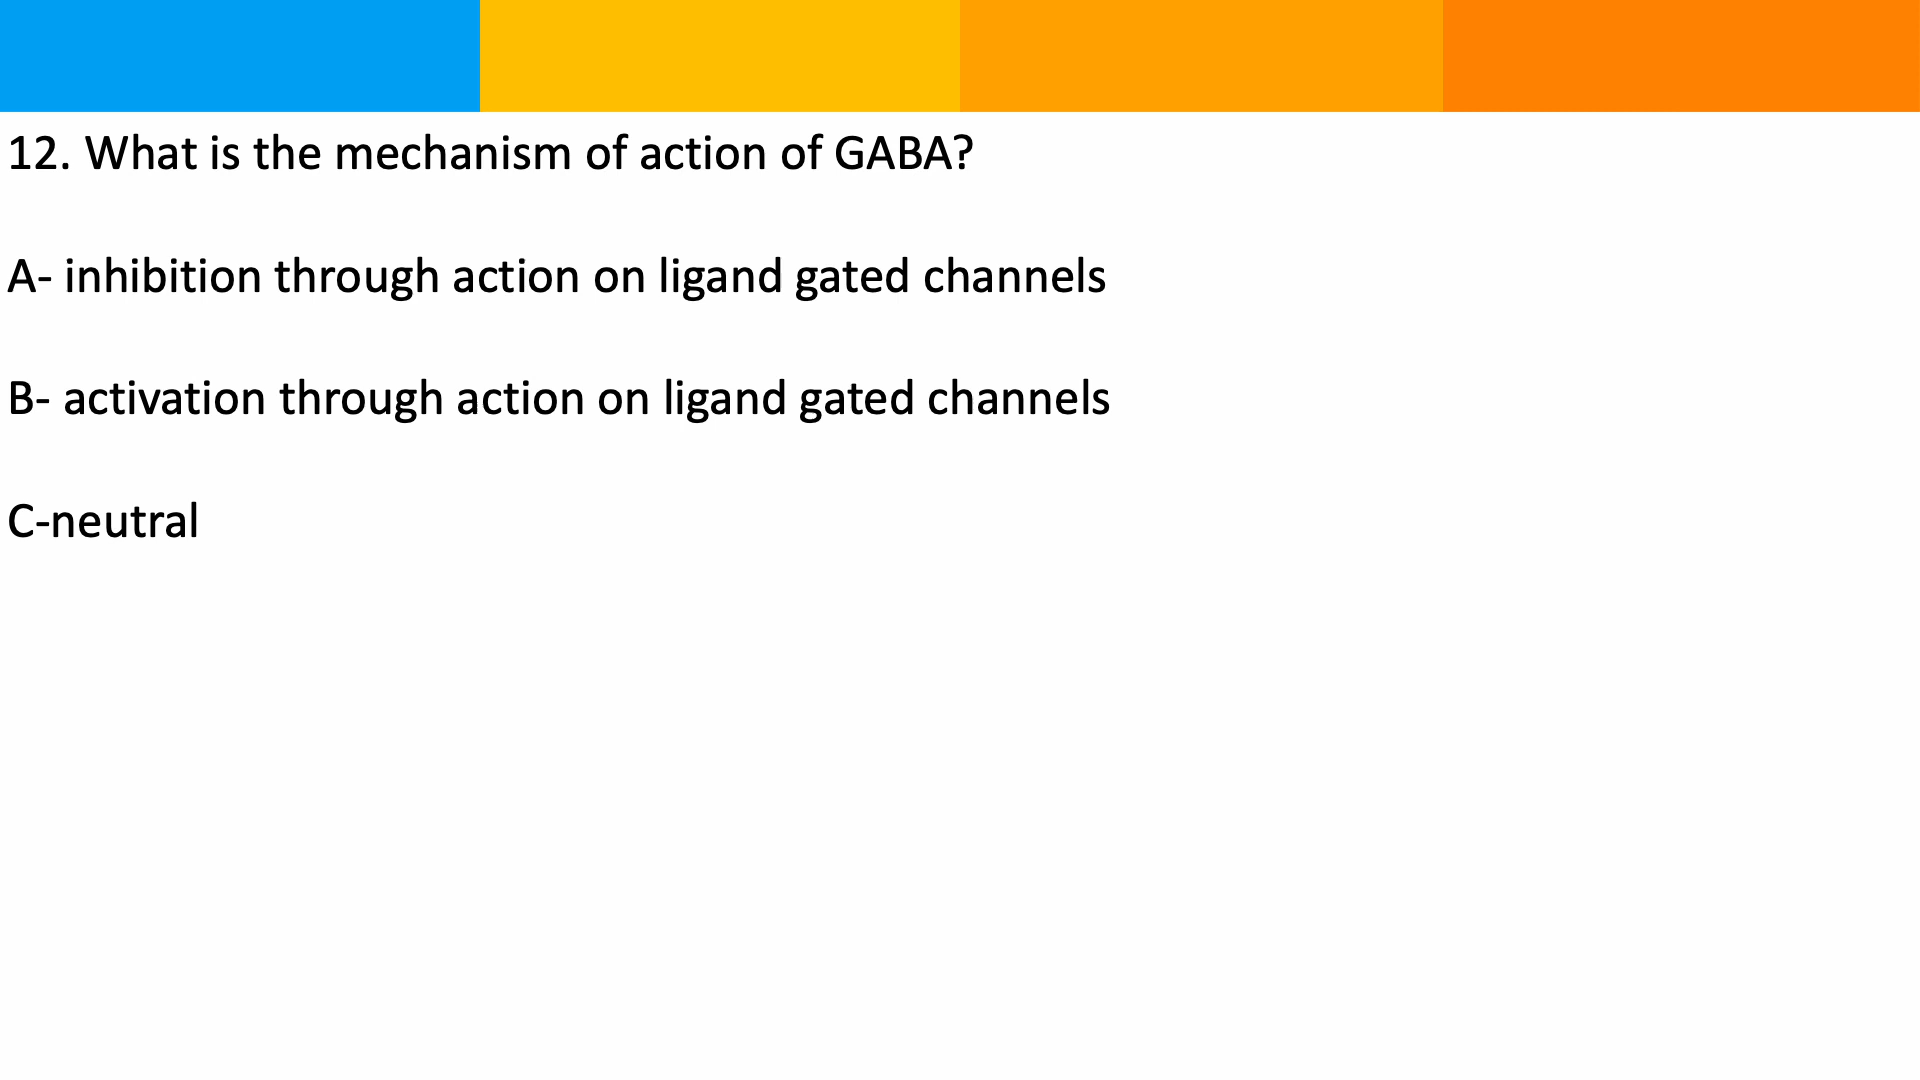 12. What is the mechanism of action of GABA?
A- inhibition through action on ligand gated channels
B- activation through action on ligand gated channels
C-neutral